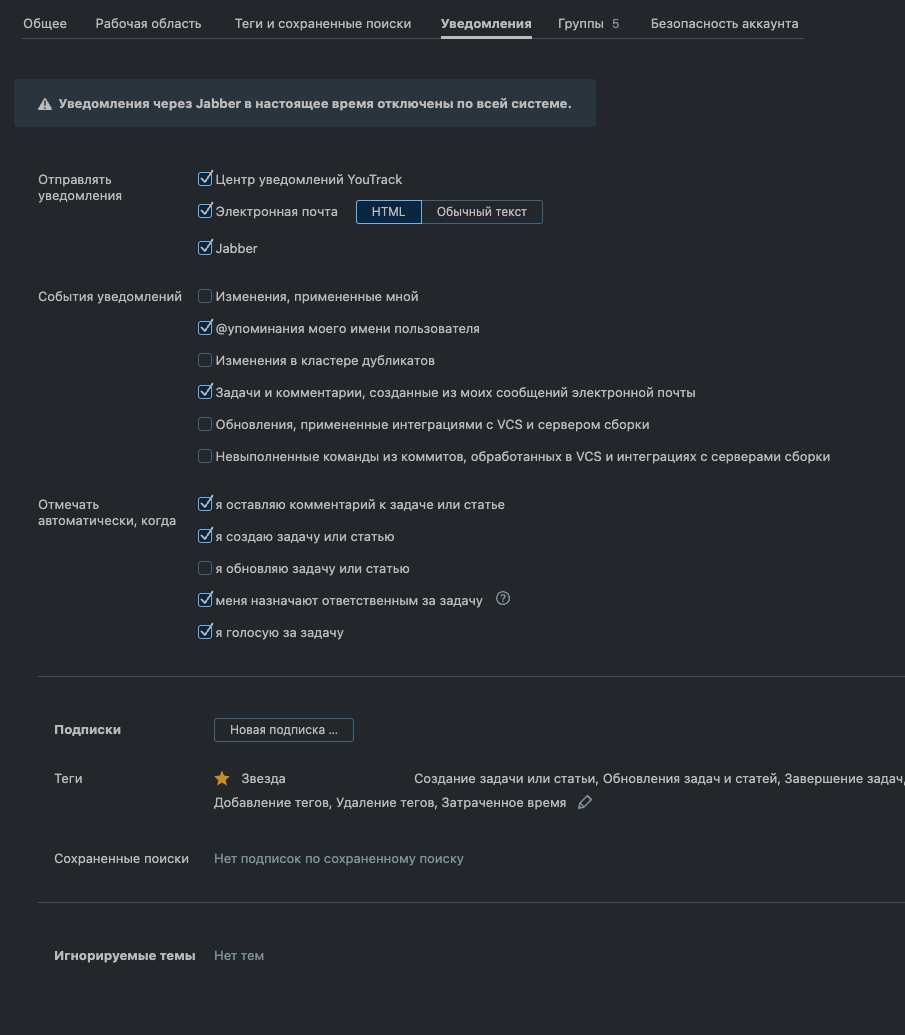 Общее Рабочая область Теги и сохраненные поиски Уведомления Группы 5 Безопасность аккаунта
Уведомления через Jabber в настоящее время отключены по всей системе.
Отправлять уведомления
Центр уведомлений YouTrack
Электронная почта HTML Обычный текст
Jabber
События уведомлений
Изменения, примененные мной
@упоминания моего имени пользователя
Изменения в кластере дубликатов
Задачи и комментарии, созданные из моих сообщений электронной почты
Обновления, примененные интеграциями с VCS и сервером сборки
Невыполненные команды из коммитов, обработанных в VCS и интеграциях с серверами сборки
Отмечать
автоматически, когда
я оставляю комментарий к задаче или статье
я создаю задачу или статью
я обновляю задачу или статью
меня назначают ответственным за задачу ?
я голосую за задачу
Подписки Новая подписка ...
Теги Звезда Создание задачи или статьи, Обновления задач и статей, Завершение задач,
Добавление тегов, Удаление тегов, Затраченное время
Сохраненные поиски Нет подписок по сохраненному поиску
Игнорируемые темы Нет тем